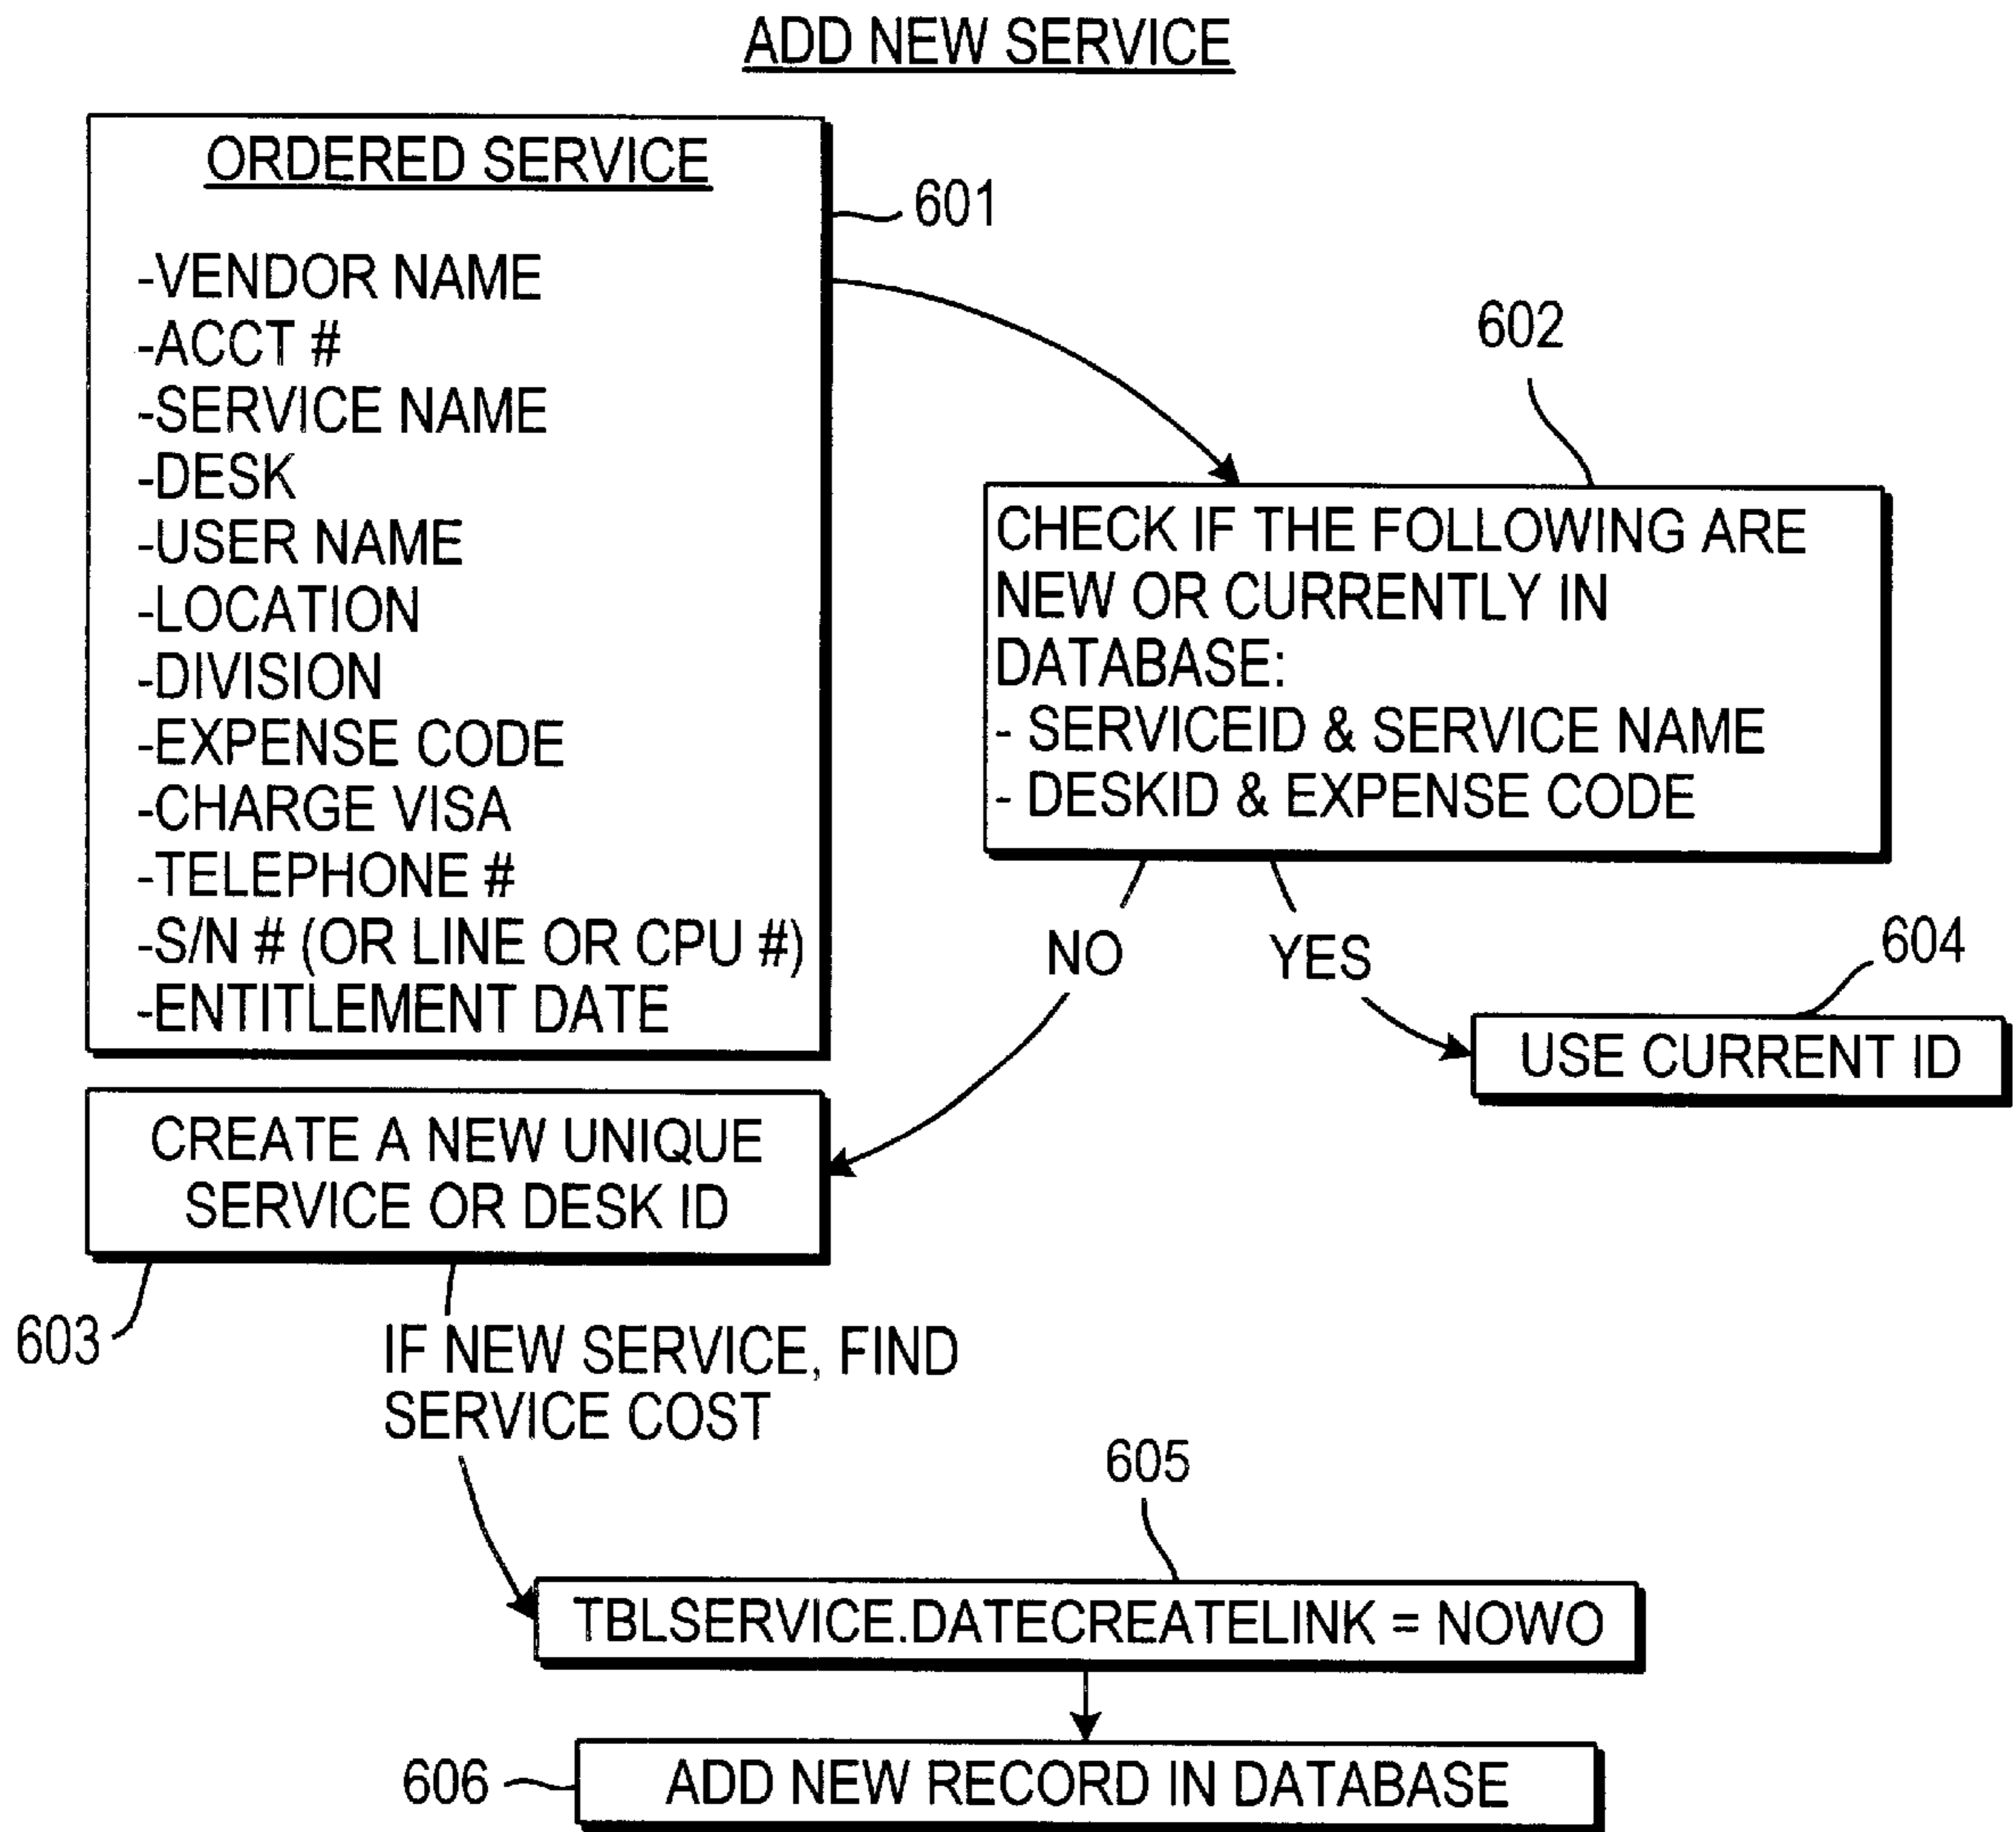 ADD NEW SERVICE
ORDERED SERVICE
-VENDOR NAME
-ACCT #
-SERVICE NAME
-DESK
-USER NAME
-LOCATION
-DIVISION
-EXPENSE CODE
-CHARGE VISA
-TELEPHONE #
-S/N # (OR LINE OR CPU #)
-ENTITLEMENT DATE
601
602
CHECK IF THE FOLLOWING ARE
NEW OR CURRENTLY IN
DATABASE:
- SERVICEID & SERVICE NAME
- DESKID & EXPENSE CODE
NO
YES
604
USE CURRENT ID
CREATE A NEW UNIQUE
SERVICE OR DESK ID
603
IF NEW SERVICE, FIND
SERVICE COST
605
TBLSERVICE.DATECREATELINK = NOWO
606
ADD NEW RECORD IN DATABASE